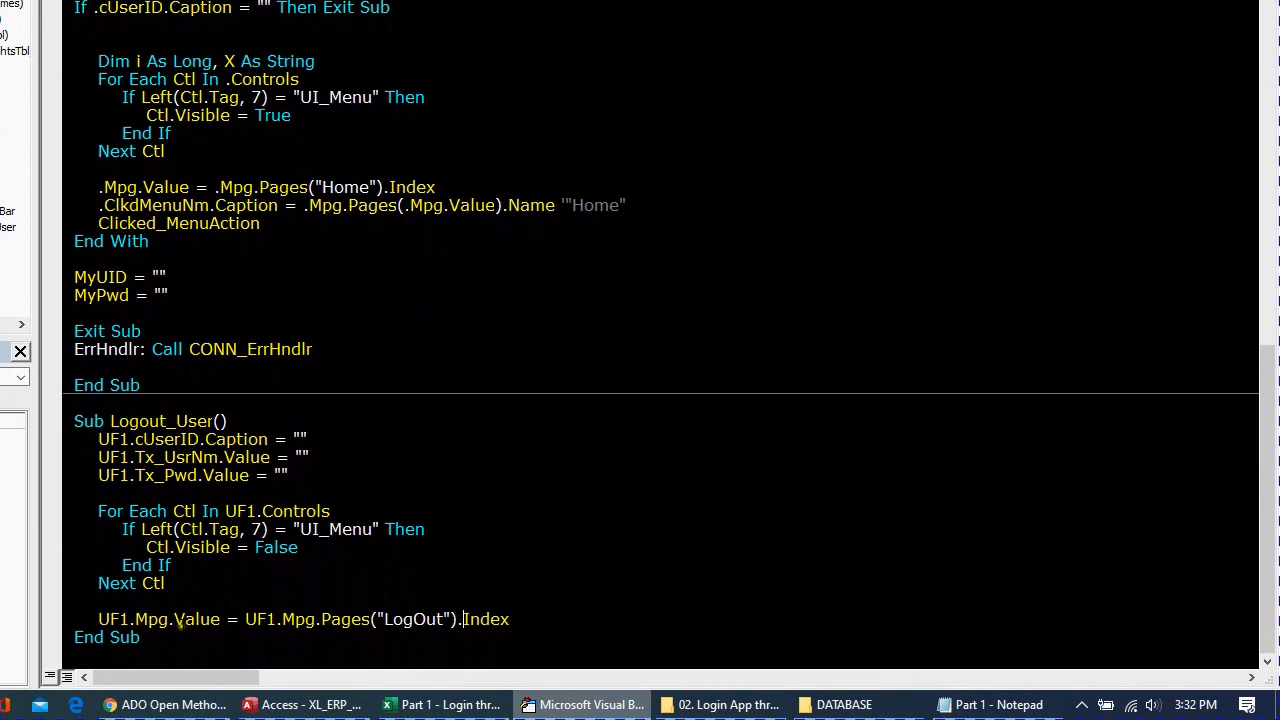 mes)
)
bl)
ghtsTbl
Bar
User
If .cUserID.Caption = "" Then Exit Sub
Dim i As Long, X As String
For Each Ctl In .Controls
If Left(Ctl.Tag, 7) = "UI_Menu" Then
Ctl.Visible = True
End If
Next Ctl
.Mpg.Value = .Mpg.Pages("Home").Index
.ClkdMenuNm.Caption = .Mpg.Pages(.Mpg.Value).Name '"Home"
Clicked_MenuAction
End With
MyUID = ""
MyPwd = ""
Exit Sub
ErrHndlr: Call CONN_ErrHndlr
End Sub
Sub Logout_User()
UF1.cUserID.Caption = ""
UF1.Tx_UsrNm.Value = ""
UF1.Tx_Pwd.Value = ""
For Each Ctl In UF1.Controls
If Left(Ctl.Tag, 7) = "UI_Menu" Then
Ctl.Visible = False
End If
Next Ctl
UF1.Mpg.Value = UF1.Mpg.Pages("LogOut").Index
End Sub
ADO Open Metho... Access - XL_ERP_... Part 1 - Login thr... Microsoft Visual B... 02. Login App thr... DATABASE Part 1 - Notepad 3:32 PM